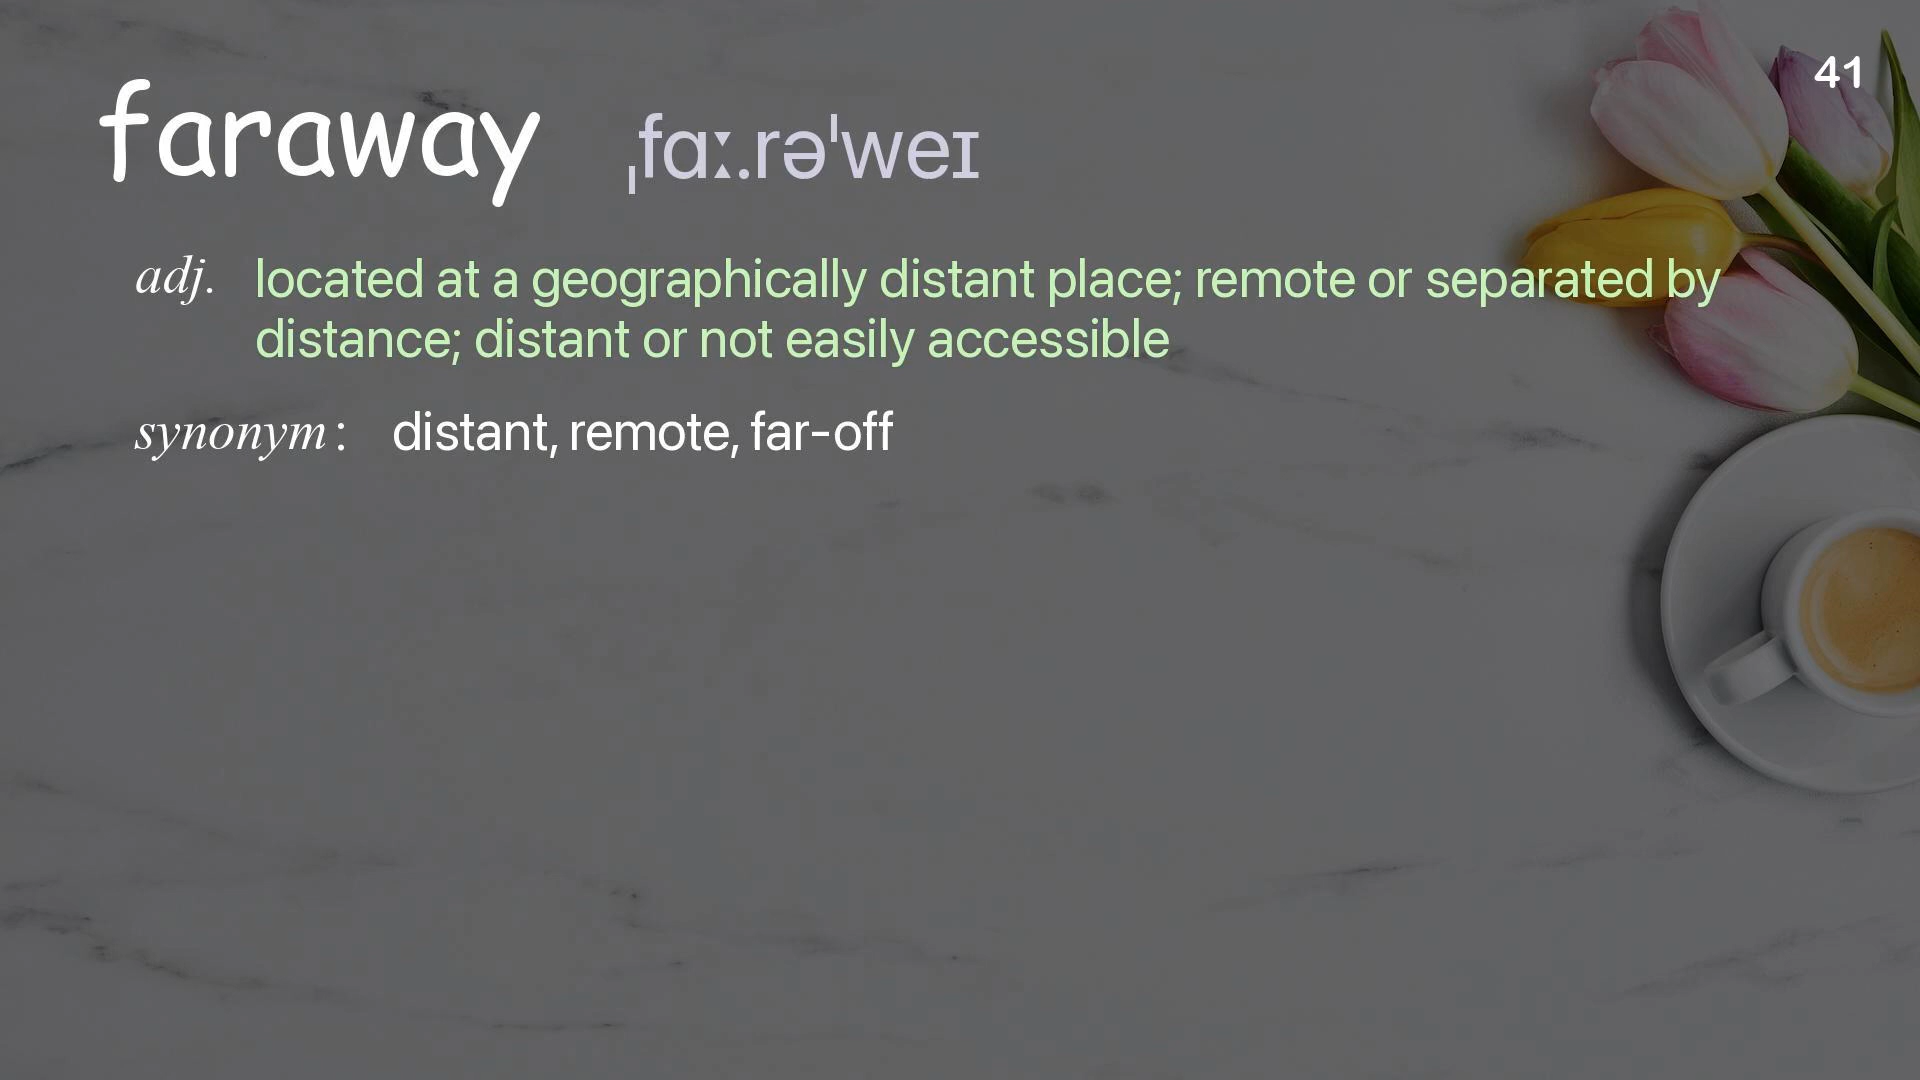 41
faraway ˌfɑː.rəˈweɪ
adj. located at a geographically distant place; remote or separated by
distance; distant or not easily accessible
synonym: distant, remote, far-off